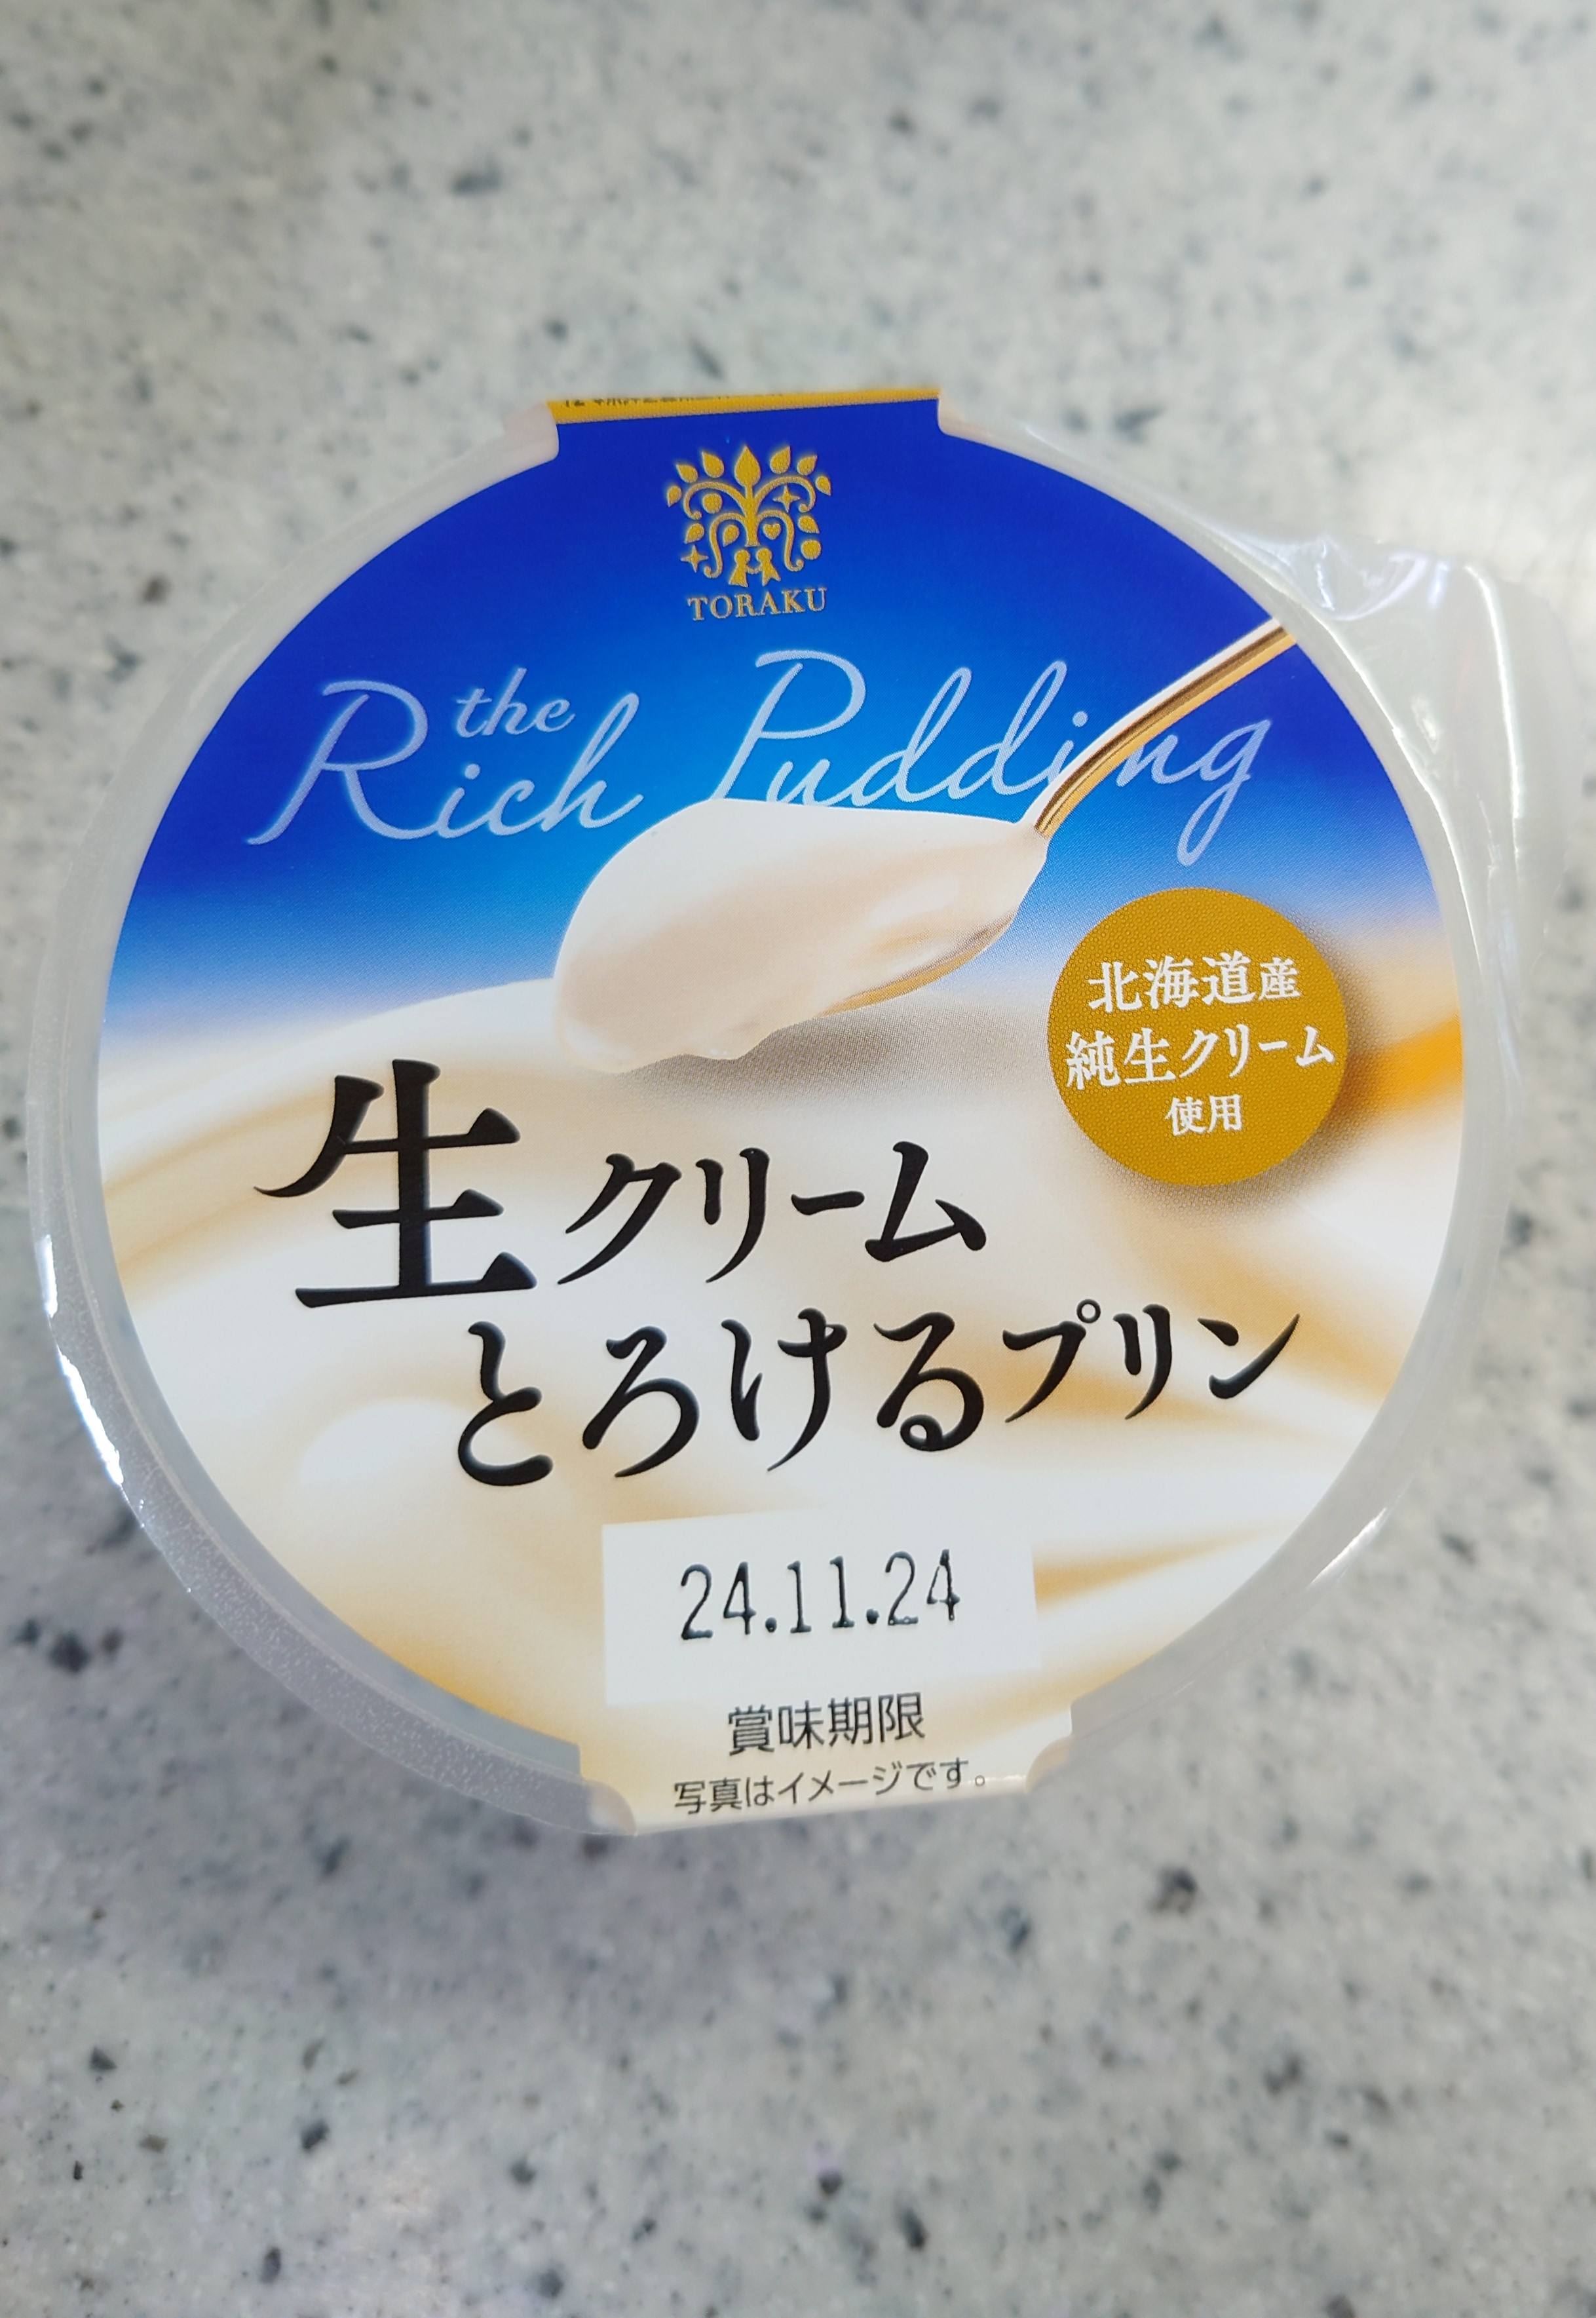 TORAKU
the
Rich Pudding
北海道産
純生クリーム
使用
生クリーム
とろけるプリン
24.11.24
賞味期限
写真はイメージです。